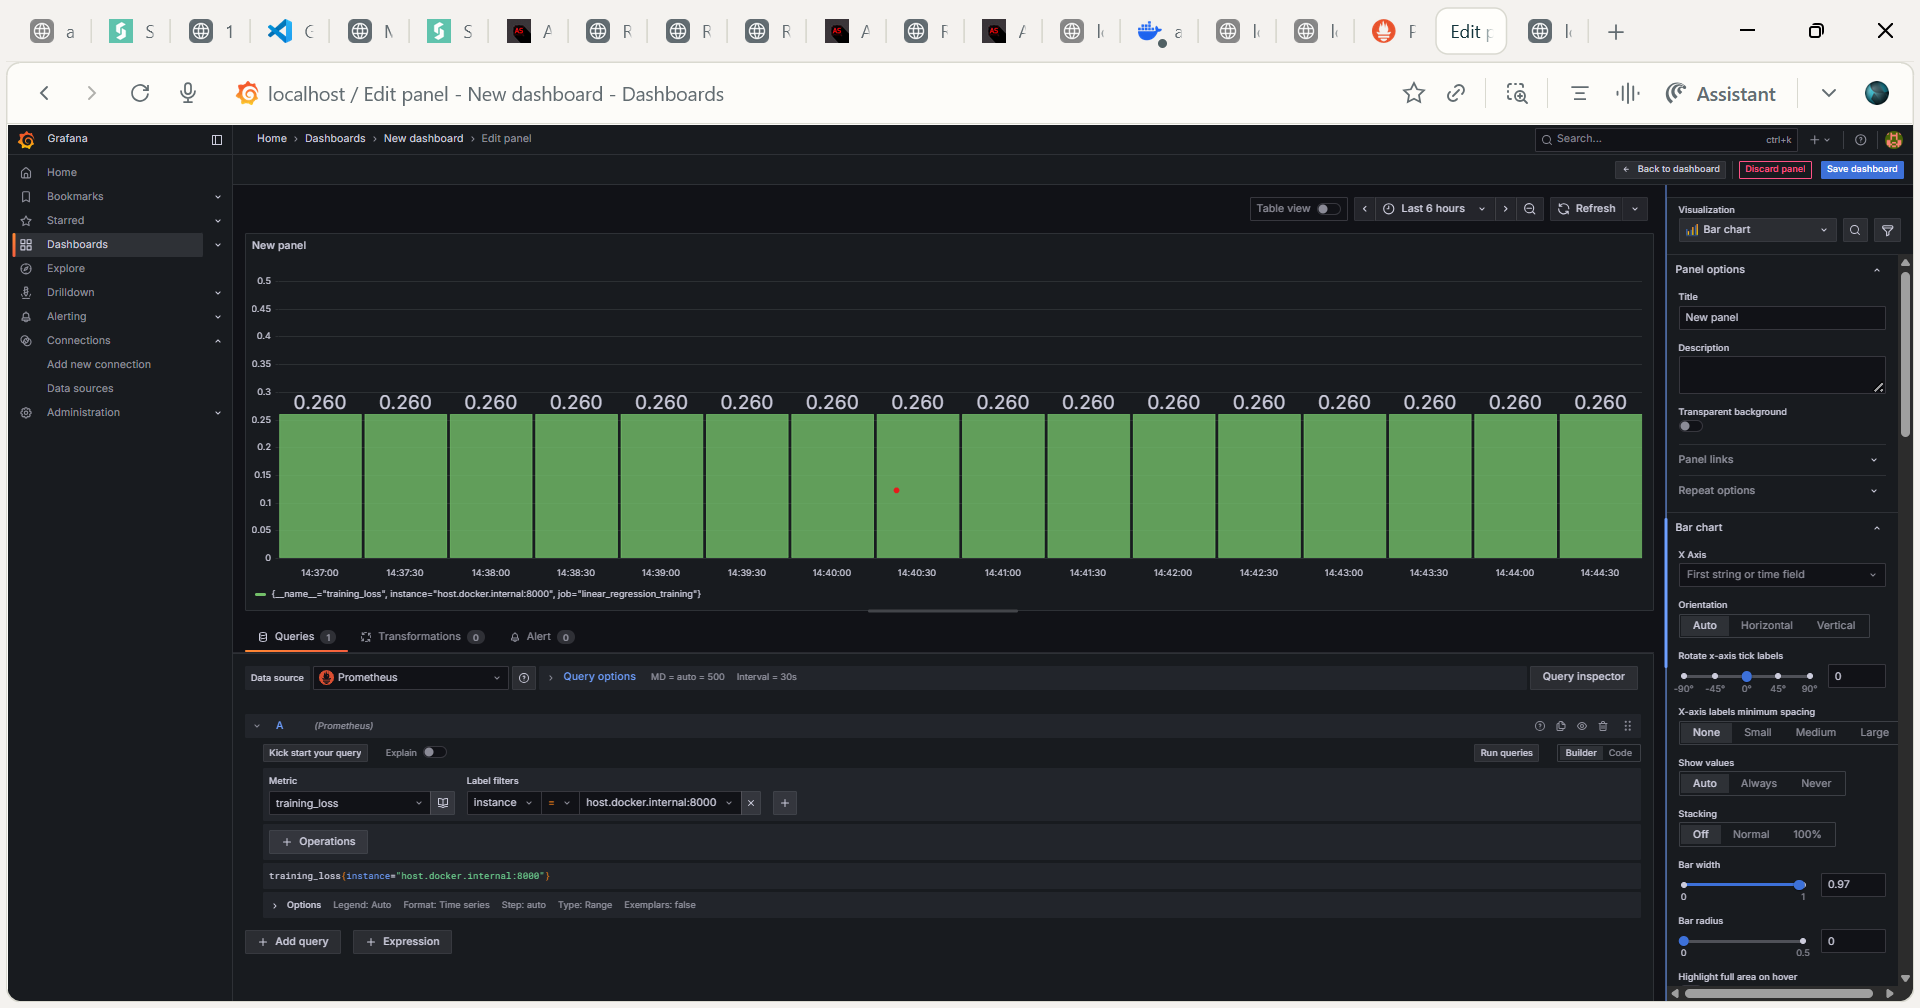 a S 1 C M S A R R R A F A lc a lc lc F Edit p lc
localhost / Edit panel - New dashboard - Dashboards
Assistant
Grafana
Home › Dashboards › New dashboard › Edit panel
Search... ctrl+k
Back to dashboard Discard panel Save dashboard
Home
Bookmarks
Starred
Dashboards
Explore
Drilldown
Alerting
Connections
Add new connection
Data sources
Administration
Table view Last 6 hours Refresh
New panel
0.5
0.45
0.4
0.35
0.3
0.25
0.2
0.15
0.1
0.05
0
0.260 0.260 0.260 0.260 0.260 0.260 0.260 0.260 0.260 0.260 0.260 0.260 0.260 0.260 0.260 0.260
14:37:00 14:37:30 14:38:00 14:38:30 14:39:00 14:39:30 14:40:00 14:40:30 14:41:00 14:41:30 14:42:00 14:42:30 14:43:00 14:43:30 14:44:00 14:44:30
{__name__="training_loss", instance="host.docker.internal:8000", job="linear_regression_training"}
Queries 1 Transformations 0 Alert 0
Data source Prometheus Query options MD = auto = 500 Interval = 30s Query inspector
A (Prometheus)
Kick start your query Explain Run queries Builder Code
Metric Label filters
training_loss instance = host.docker.internal:8000
+ Operations
training_loss{instance="host.docker.internal:8000"}
Options Legend: Auto Format: Time series Step: auto Type: Range Exemplars: false
+ Add query + Expression
Visualization
Bar chart
Panel options
Title
New panel
Description
Transparent background
Panel links
Repeat options
Bar chart
X Axis
First string or time field
Orientation
Auto Horizontal Vertical
Rotate x-axis tick labels
0
-90° -45° 0° 45° 90°
X-axis labels minimum spacing
None Small Medium Large
Show values
Auto Always Never
Stacking
Off Normal 100%
Bar width
0.97
0 1
Bar radius
0
0 0.5
Highlight full area on hover